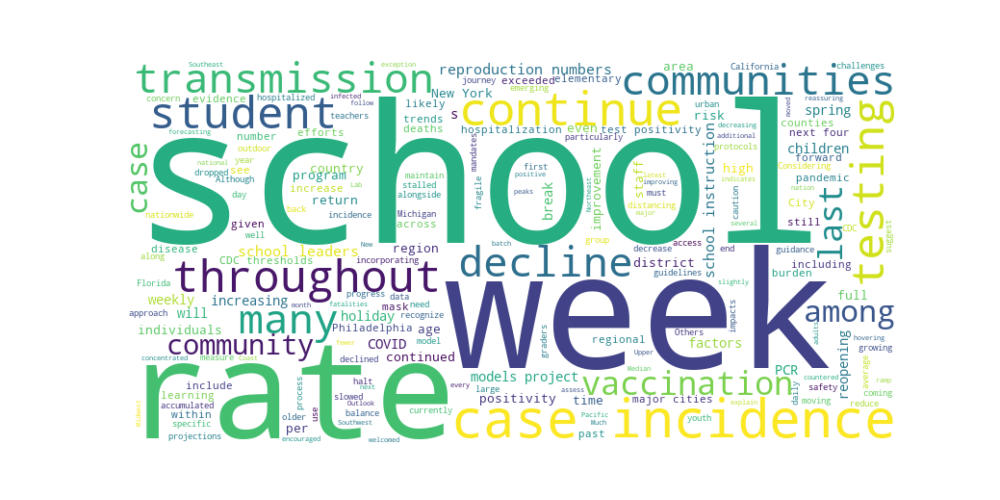 Southeast
exception
transmission
reproduction numbers
area
California
challenges
communities
concern
evidence
hospitalized
infected
journey
exceeded
elementary
New York
emerging
student
teachers
follow
likely
s
continue
urban
risk
decreasing
moved
reassuring
spring
testing
school
trends
deaths
hospitalization
even
test positivity
additional
counties
next four
forecasting
number
efforts
particularly
case
national
outdoor
country
mandates
protocols
Considering
children
dropped
year
Although
see
program
maintain
stalled
alongside
fragile
first
positive
break
Northeast
improvement
staff
latest
improving
distancing
major
school instruction
high
indicates
forward
pandemic
nation
last
day
increase
return
Lab
peaks
caution
several
City
CDC
suggest
nationwide
back
incidence
Michigan
across
given
still
disease
school leaders
New
region
batch
group
decrease
access
end
guidance
along
CDC thresholds
incorporating
decline
district
guidelines
including
throughout
week
burden
Florida
progress
data
slightly
full
weekly
increasing
month
fatalities
mask
need
approach
will
many
holiday
recognize
impacts
among
individuals
Philadelphia
age
model
regional
Others
Upper
factors
adults
hovering
growing
community
COVID
graders
reopening
concentrated
measure
Coast
fewer
declined
continued
PCR
average
rate
process
halt
next
slowed
every
models project
vaccination
Median
daily
countered
safety
coming
ramp
learning
include
accumulated
within
older
use
Outlook
balance
currently
large
assess
positivity
time
major cities
moving
reduce
Midwest
specific
projections
per
encouraged
Southwest
welcomed
case incidence
Pacific
Much
past
youth
explain
must
well